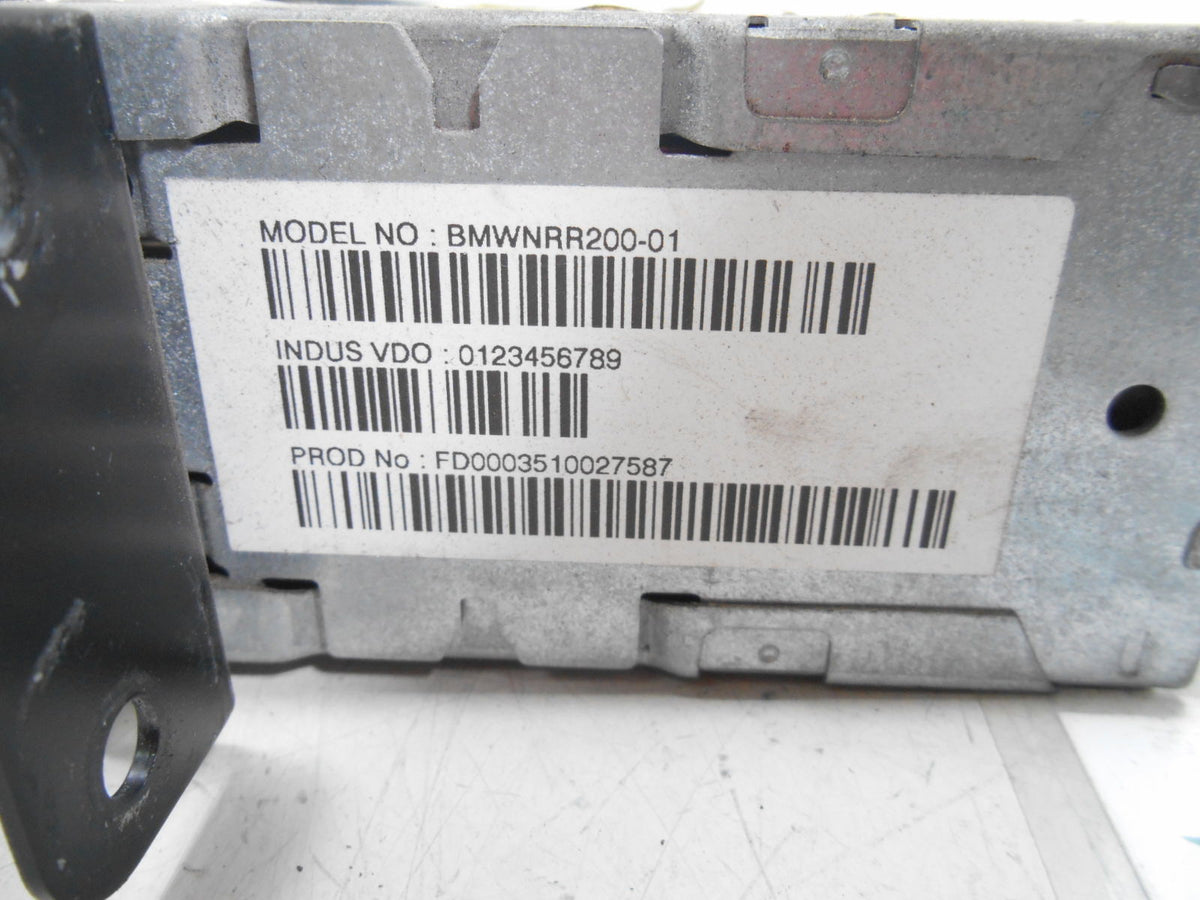 MODEL NO : BMWNRR200-01
INDUS VDO : 0123456789
PROD No : FD0003510027587